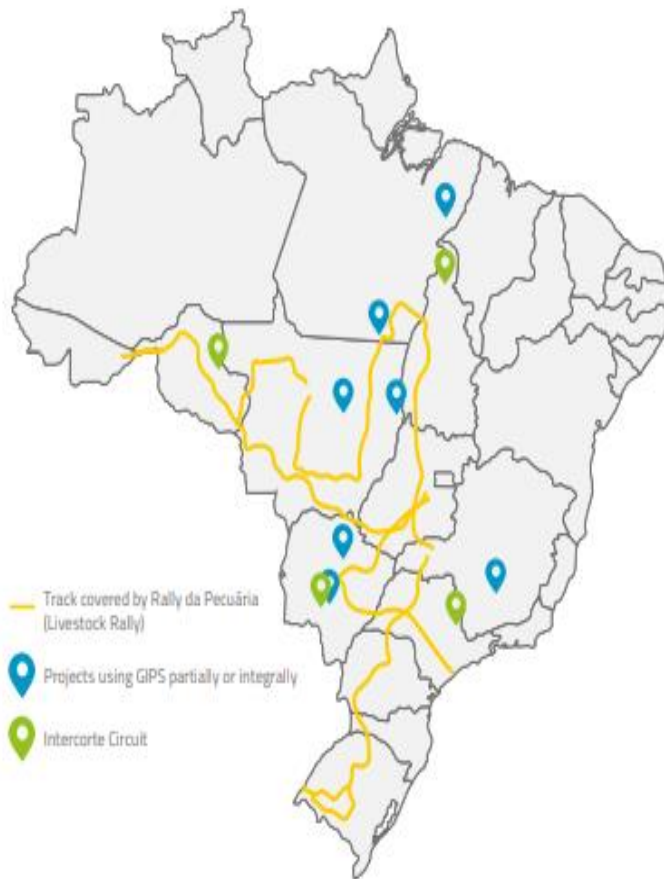 Track covered by Rally da Pecuária
(Livestock Rally)
Projects using GIPS partially or integrally
Intercorte Circuit